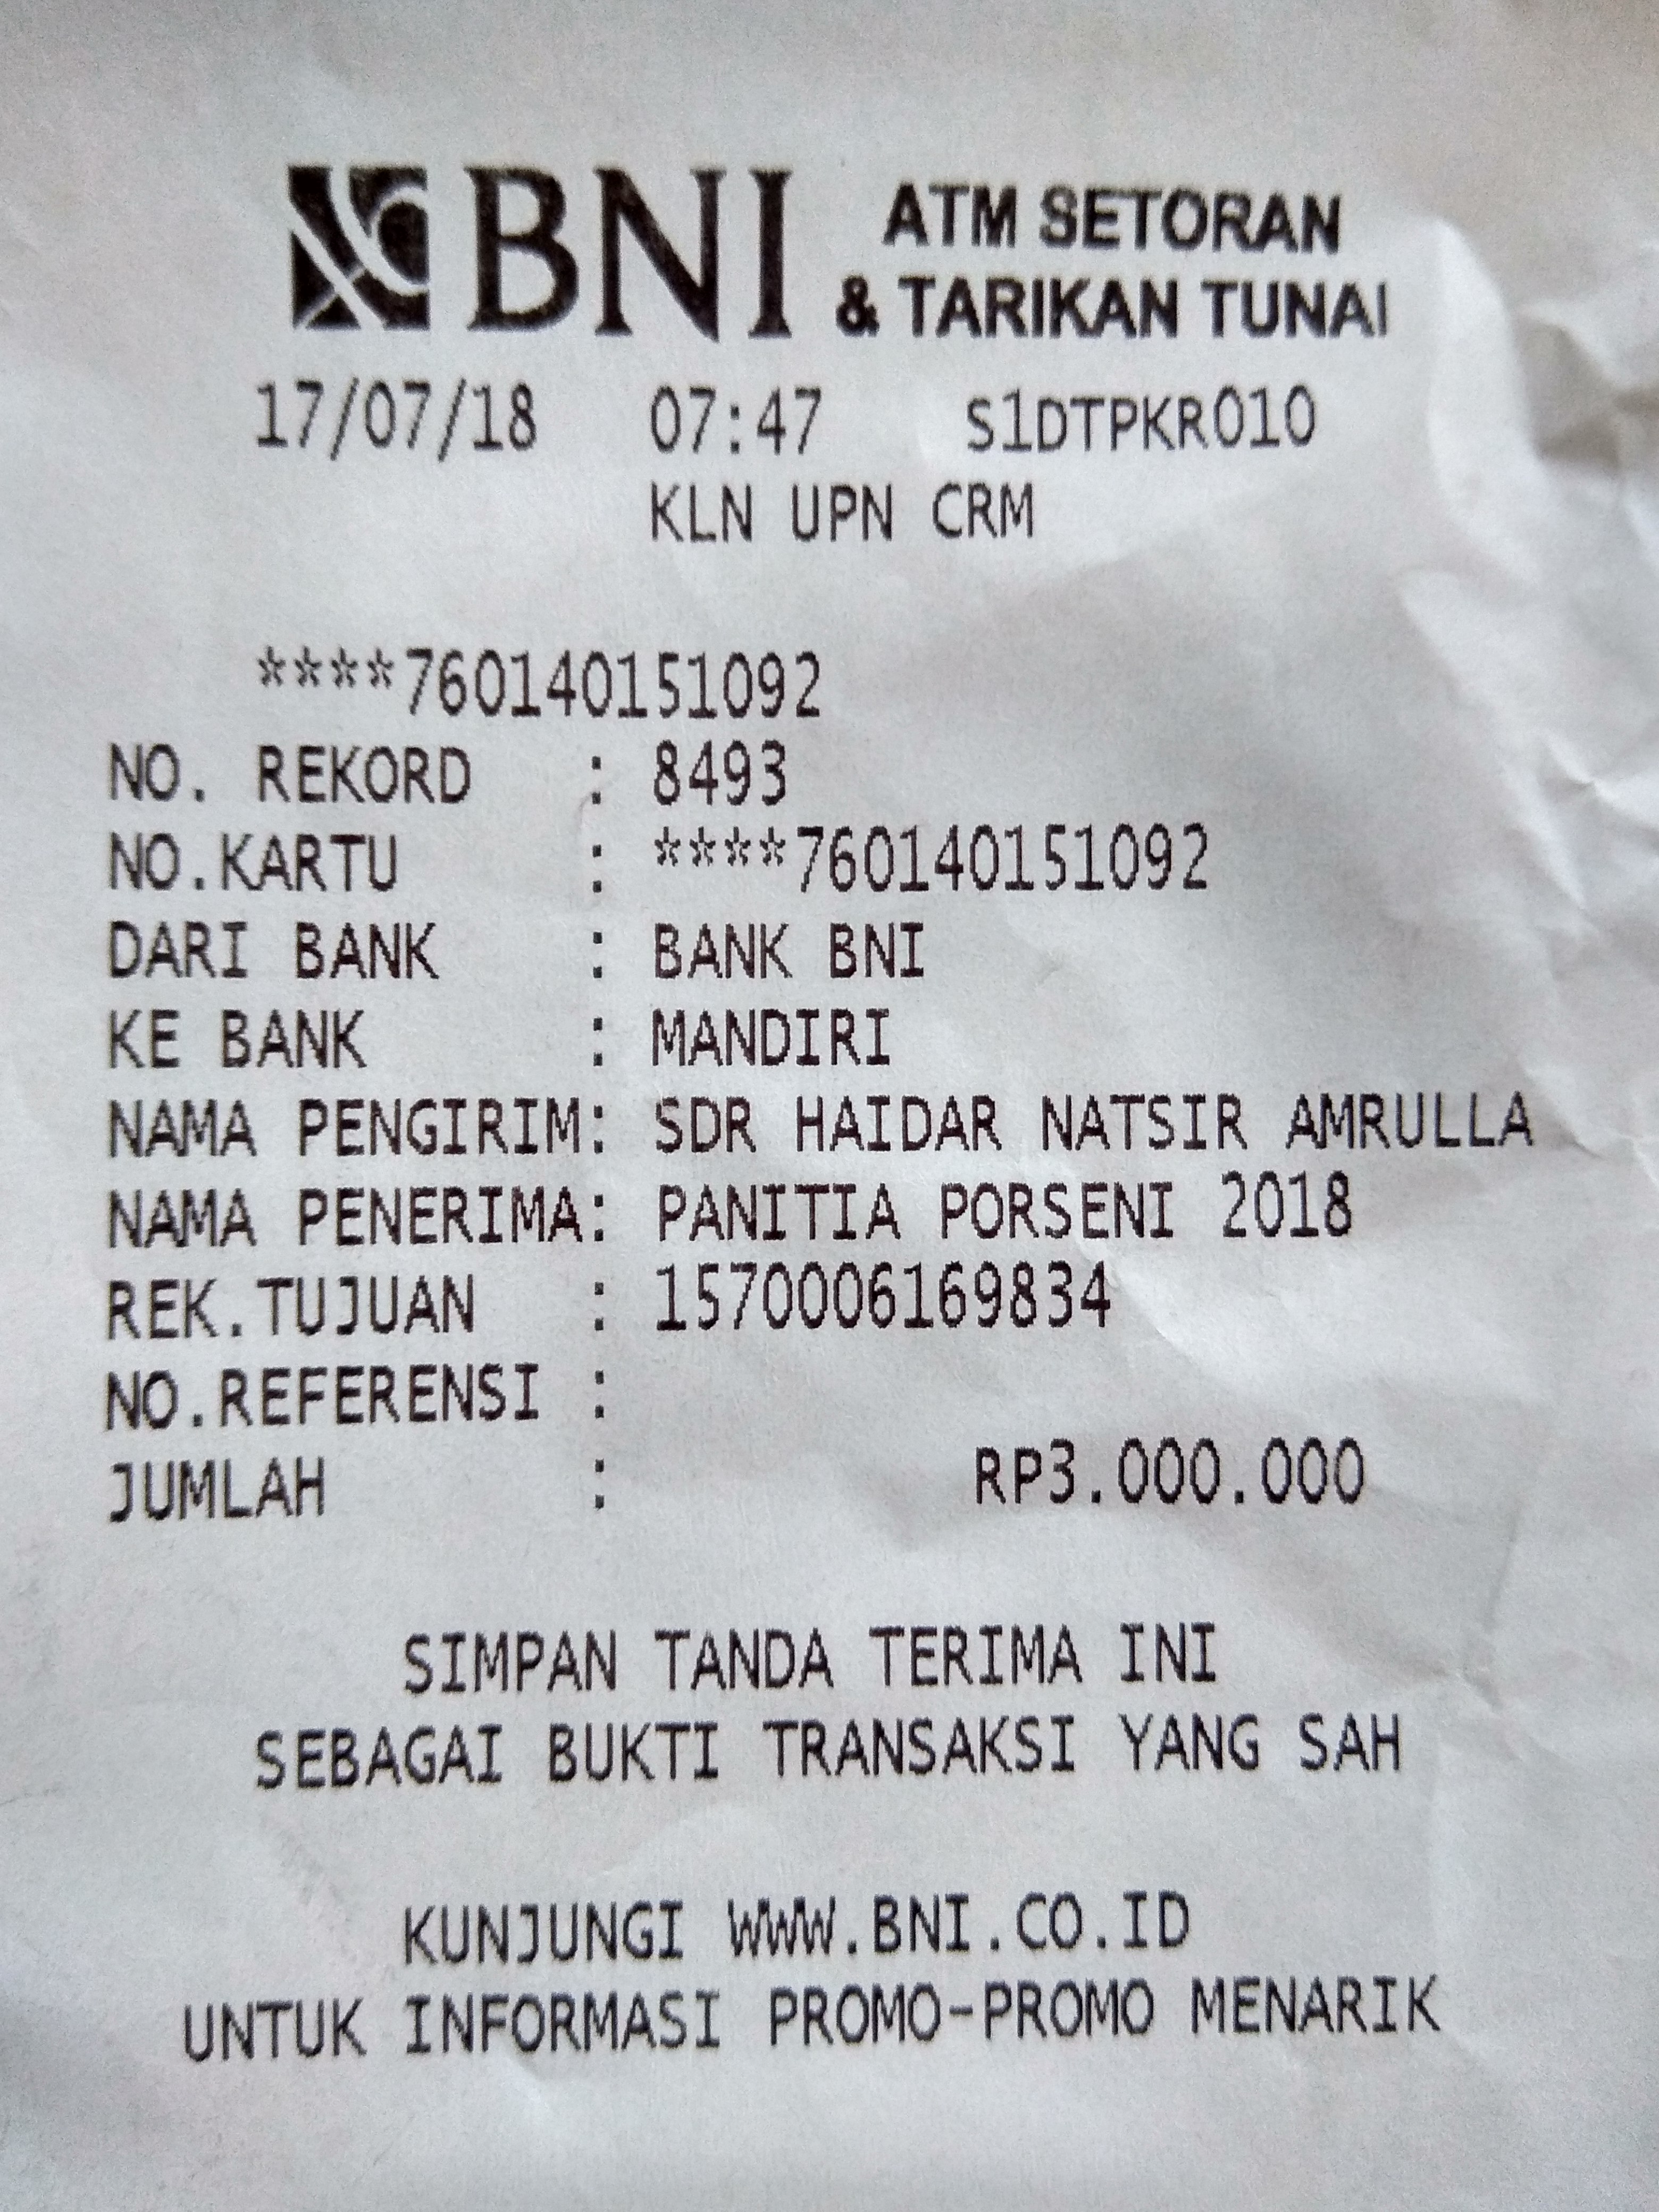 BNI ATM SETORAN
& TARIKAN TUNAI
17/07/18 07:47 S1DTPKR010
KLN UPN CRM
****760140151092
NO. REKORD : 8493
NO.KARTU : ****760140151092
DARI BANK : BANK BNI
KE BANK : MANDIRI
NAMA PENGIRIM: SDR HAIDAR NATSIR AMRULLA
NAMA PENERIMA: PANITIA PORSENI 2018
REK.TUJUAN : 1570006169834
NO.REFERENSI :
JUMLAH : RP3.000.000
SIMPAN TANDA TERIMA INI
SEBAGAI BUKTI TRANSAKSI YANG SAH
KUNJUNGI WWW.BNI.CO.ID
UNTUK INFORMASI PROMO-PROMO MENARIK